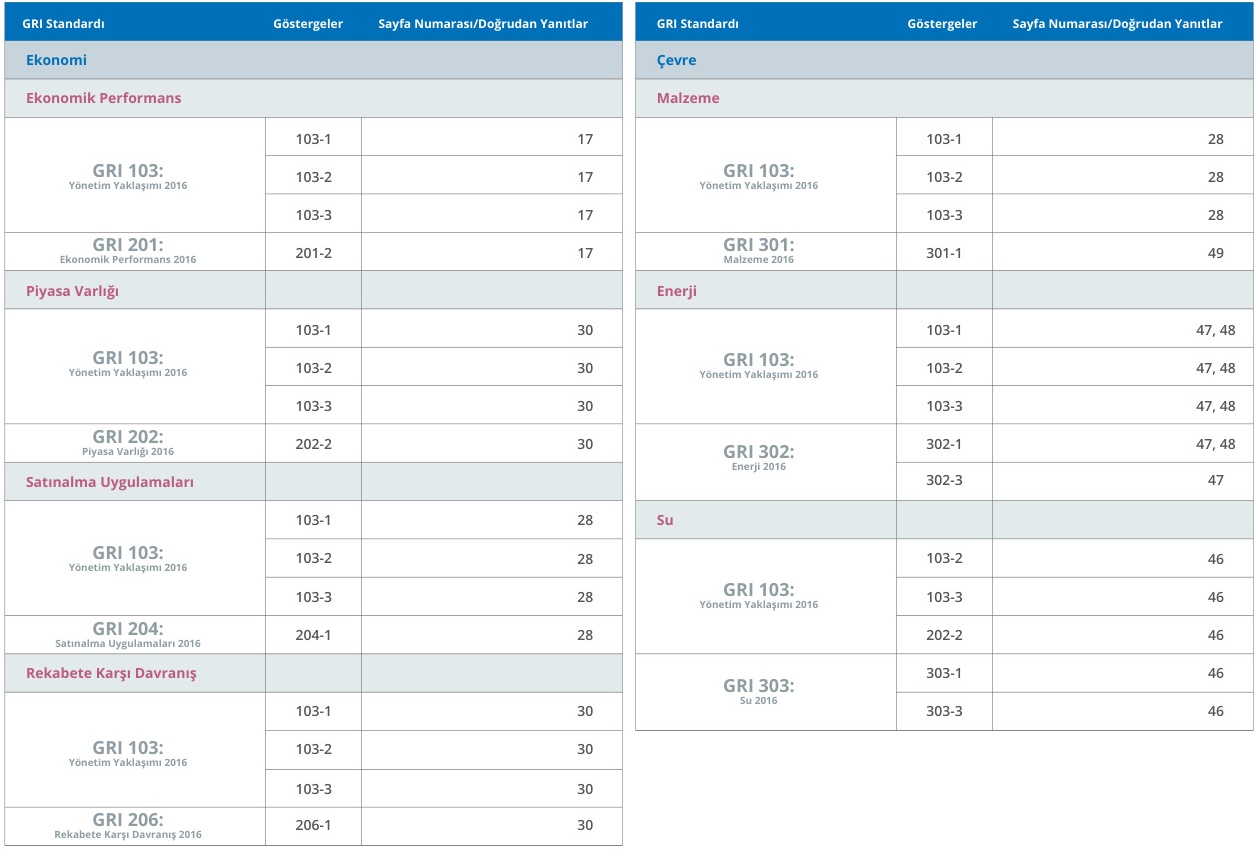 GRI Standardı Göstergeler Sayfa Numarası/Doğrudan Yanıtlar
Ekonomi
Ekonomik Performans
GRI 103:
Yönetim Yaklaşımı 2016
103-1 17
103-2 17
103-3 17
GRI 201:
Ekonomik Performans 2016
201-2 17
Piyasa Varlığı
GRI 103:
Yönetim Yaklaşımı 2016
103-1 30
103-2 30
103-3 30
GRI 202:
Piyasa Varlığı 2016
202-2 30
Satınalma Uygulamaları
GRI 103:
Yönetim Yaklaşımı 2016
103-1 28
103-2 28
103-3 28
GRI 204:
Satınalma Uygulamaları 2016
204-1 28
Rekabete Karşı Davranış
GRI 103:
Yönetim Yaklaşımı 2016
103-1 30
103-2 30
103-3 30
GRI 206:
Rekabete Karşı Davranış 2016
206-1 30
GRI Standardı Göstergeler Sayfa Numarası/Doğrudan Yanıtlar
Çevre
Malzeme
GRI 103:
Yönetim Yaklaşımı 2016
103-1 28
103-2 28
103-3 28
GRI 301:
Malzeme 2016
301-1 49
Enerji
GRI 103:
Yönetim Yaklaşımı 2016
103-1 47, 48
103-2 47, 48
103-3 47, 48
GRI 302:
Enerji 2016
302-1 47, 48
302-3 47
Su
GRI 103:
Yönetim Yaklaşımı 2016
103-2 46
103-3 46
202-2 46
GRI 303:
Su 2016
303-1 46
303-3 46